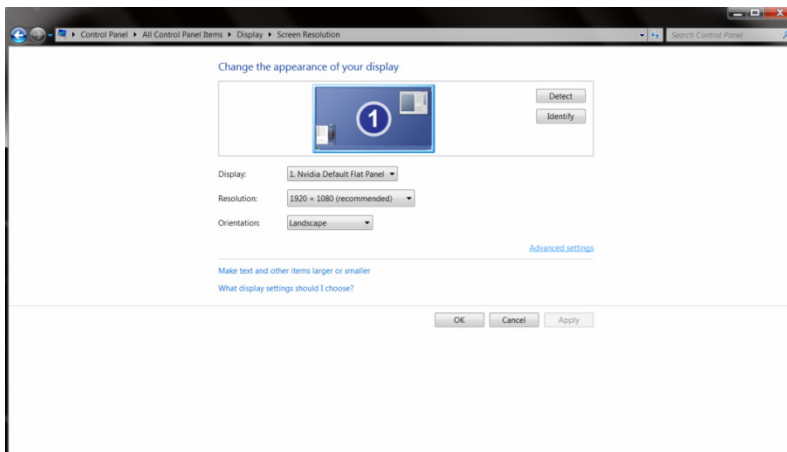 Control Panel ▸ All Control Panel Items ▸ Display ▸ Screen Resolution
Search Control Panel
Change the appearance of your display
1
Detect
Identify
Display: 1. Nvidia Default Flat Panel
Resolution: 1920 × 1080 (recommended)
Orientation: Landscape
Advanced settings
Make text and other items larger or smaller
What display settings should I choose?
OK Cancel Apply